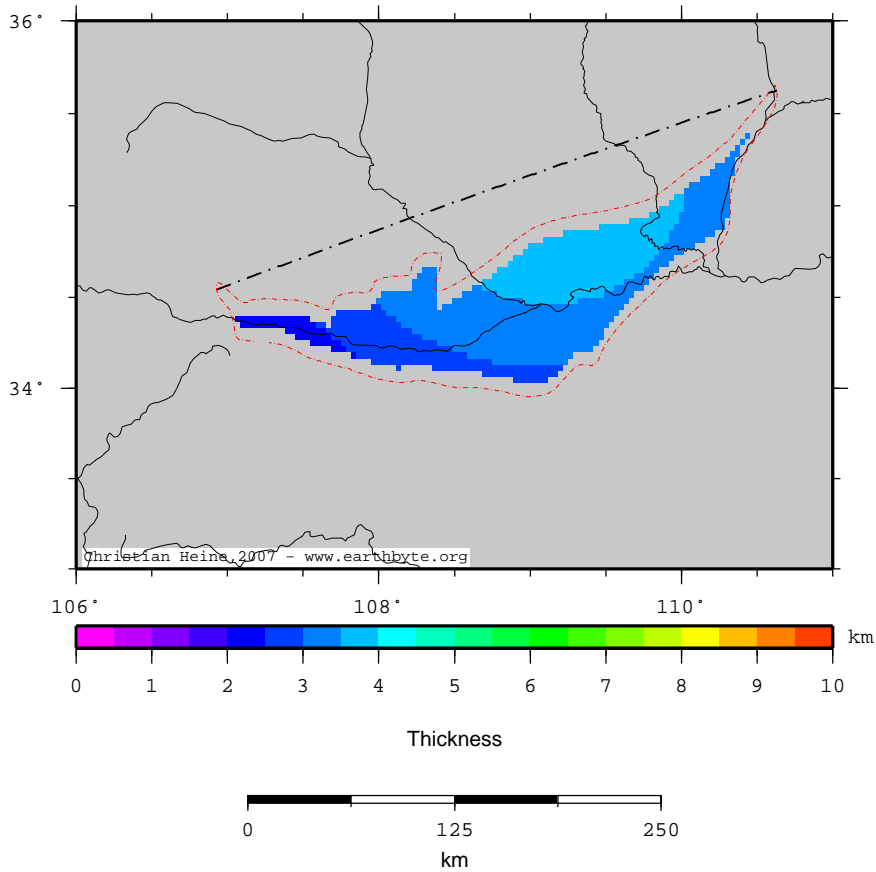 36°
34°
Christian Heine,2007 - www.earthbyte.org
106° 108° 110°
km
0 1 2 3 4 5 6 7 8 9 10
Thickness
0 125 250
km